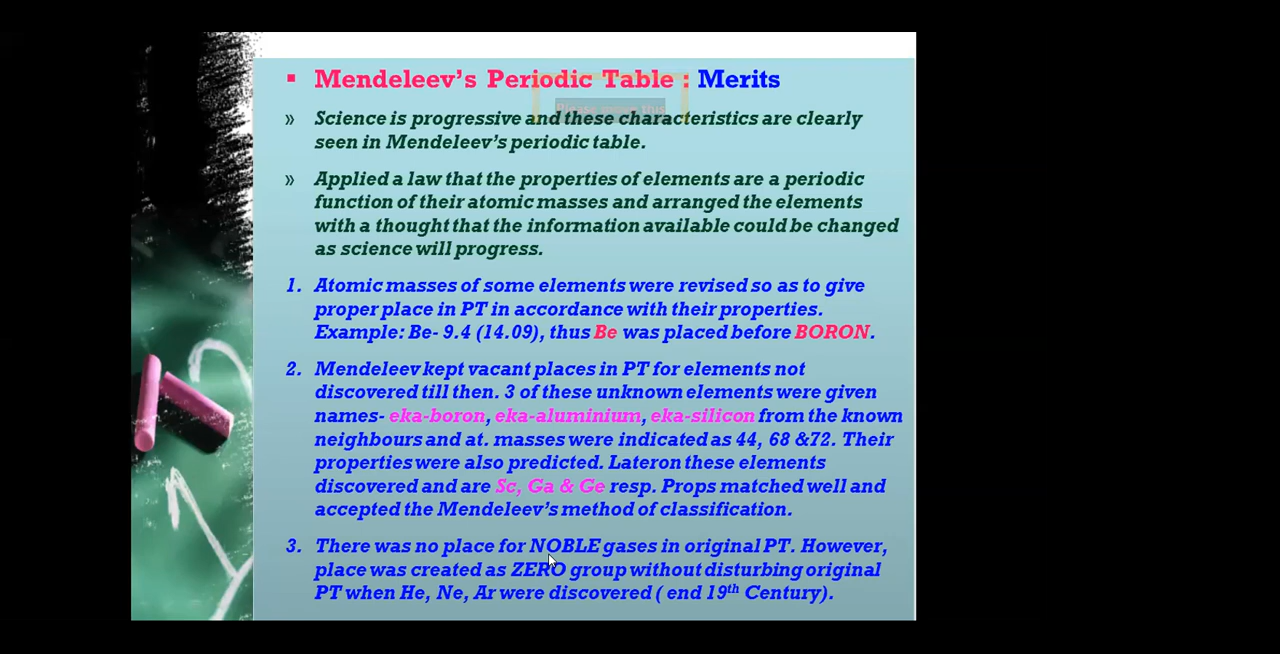 ▪ Mendeleev's Periodic Table : Merits
Please move this
» Science is progressive and these characteristics are clearly
seen in Mendeleev's periodic table.
» Applied a law that the properties of elements are a periodic
function of their atomic masses and arranged the elements
with a thought that the information available could be changed
as science will progress.
1. Atomic masses of some elements were revised so as to give
proper place in PT in accordance with their properties.
Example: Be- 9.4 (14.09), thus Be was placed before BORON.
2. Mendeleev kept vacant places in PT for elements not
discovered till then. 3 of these unknown elements were given
names- eka-boron, eka-aluminium, eka-silicon from the known
neighbours and at. masses were indicated as 44, 68 &72. Their
properties were also predicted. Lateron these elements
discovered and are Sc, Ga & Ge resp. Props matched well and
accepted the Mendeleev's method of classification.
3. There was no place for NOBLE gases in original PT. However,
place was created as ZERO group without disturbing original
PT when He, Ne, Ar were discovered ( end 19th Century).